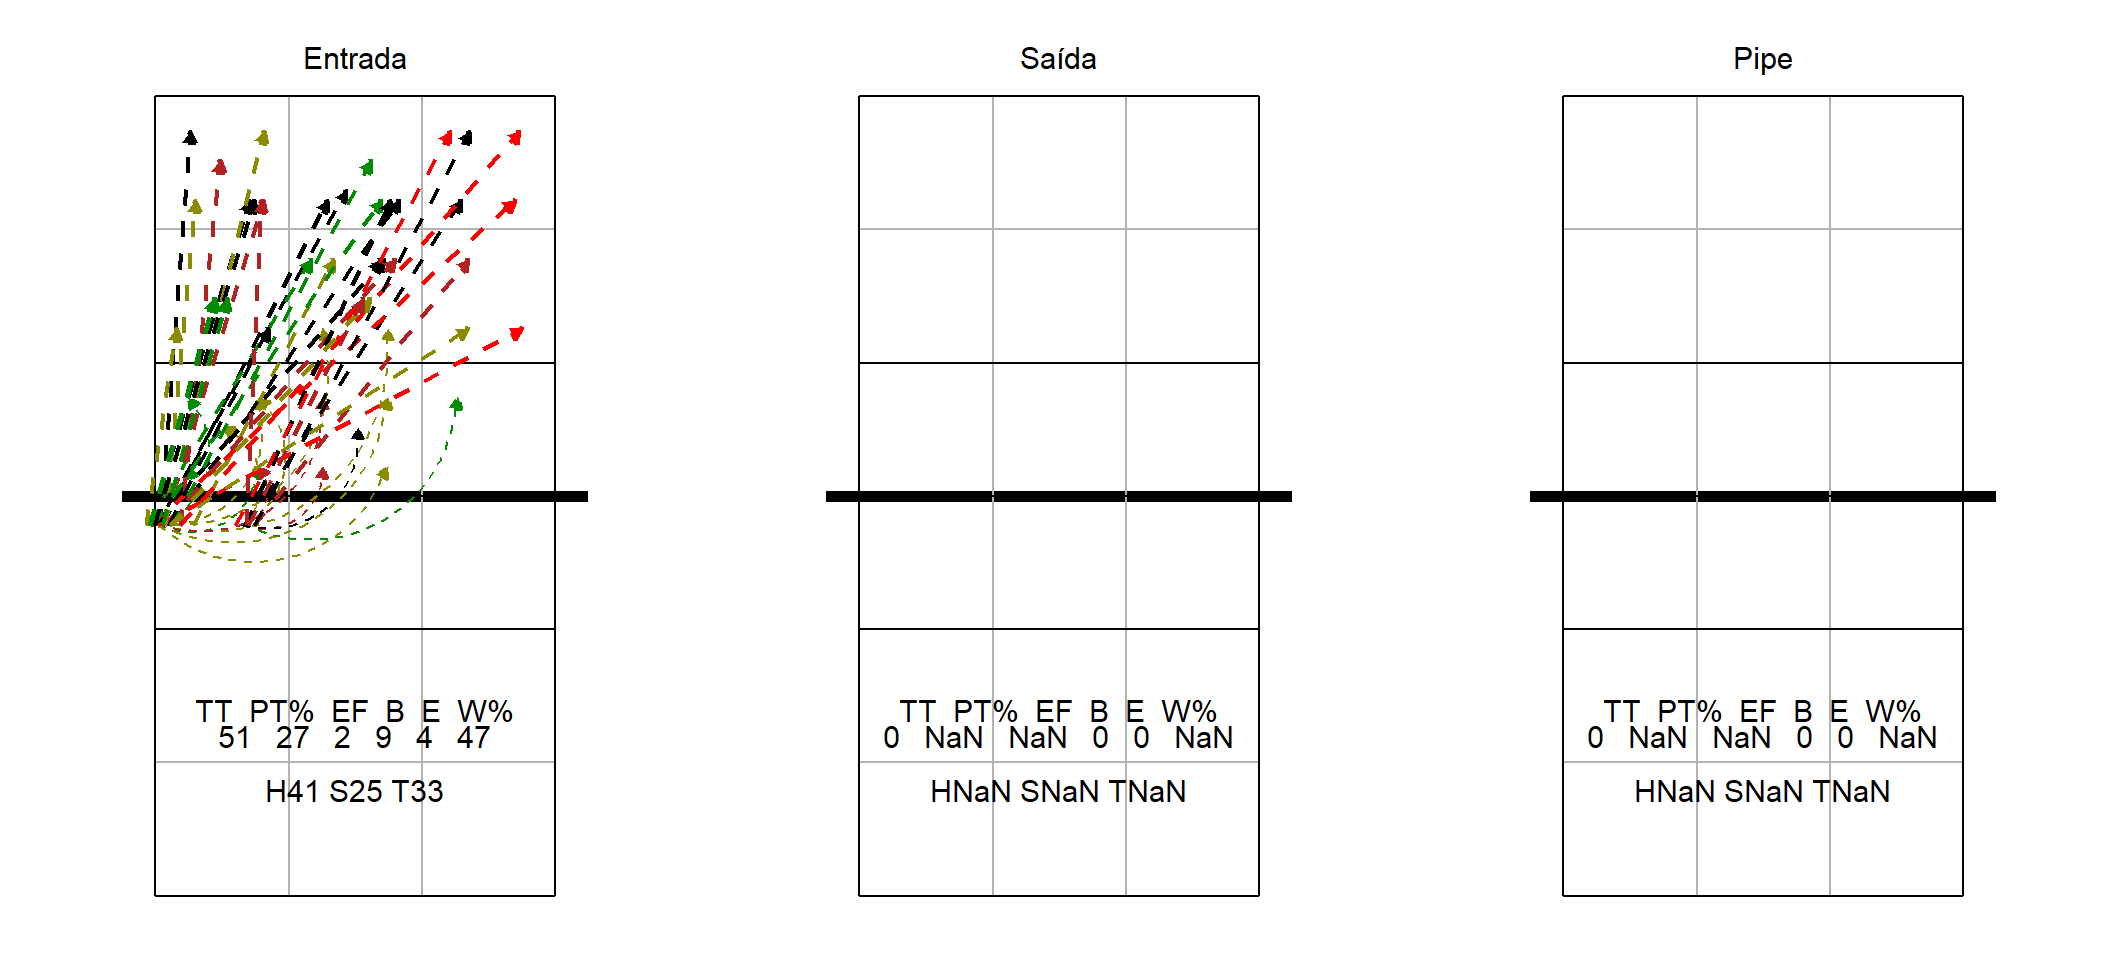 Entrada
TT PT% EF B E W%
51 27 2 9 4 47
H41 S25 T33
Saída
TT PT% EF B E W%
0 NaN NaN 0 0 NaN
HNaN SNaN TNaN
Pipe
TT PT% EF B E W%
0 NaN NaN 0 0 NaN
HNaN SNaN TNaN